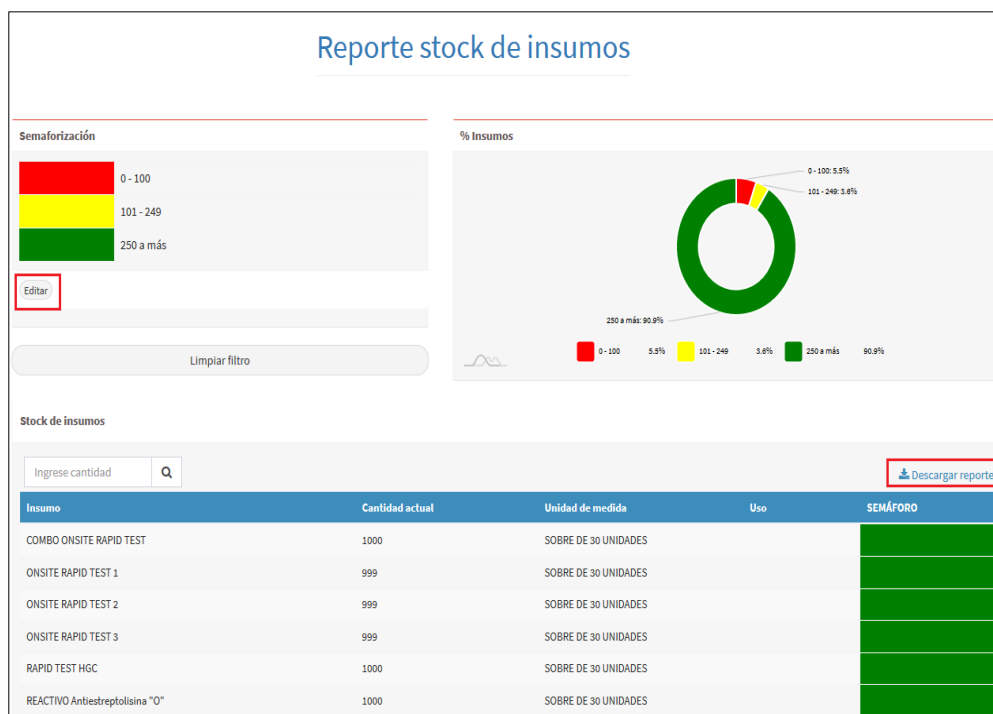 Reporte stock de insumos
Semaforización
0 - 100
101 - 249
250 a más
Editar
Limpiar filtro
% Insumos
0 - 100: 5.5%
101 - 249: 3.6%
250 a más: 90.9%
0 - 100 5.5% 101 - 249 3.6% 250 a más 90.9%
Stock de insumos
Ingrese cantidad
Descargar reporte
Insumo Cantidad actual Unidad de medida Uso SEMÁFORO
COMBO ONSITE RAPID TEST 1000 SOBRE DE 30 UNIDADES
ONSITE RAPID TEST 1 999 SOBRE DE 30 UNIDADES
ONSITE RAPID TEST 2 999 SOBRE DE 30 UNIDADES
ONSITE RAPID TEST 3 999 SOBRE DE 30 UNIDADES
RAPID TEST HGC 1000 SOBRE DE 30 UNIDADES
REACTIVO Antiestreptolisina "O" 1000 SOBRE DE 30 UNIDADES